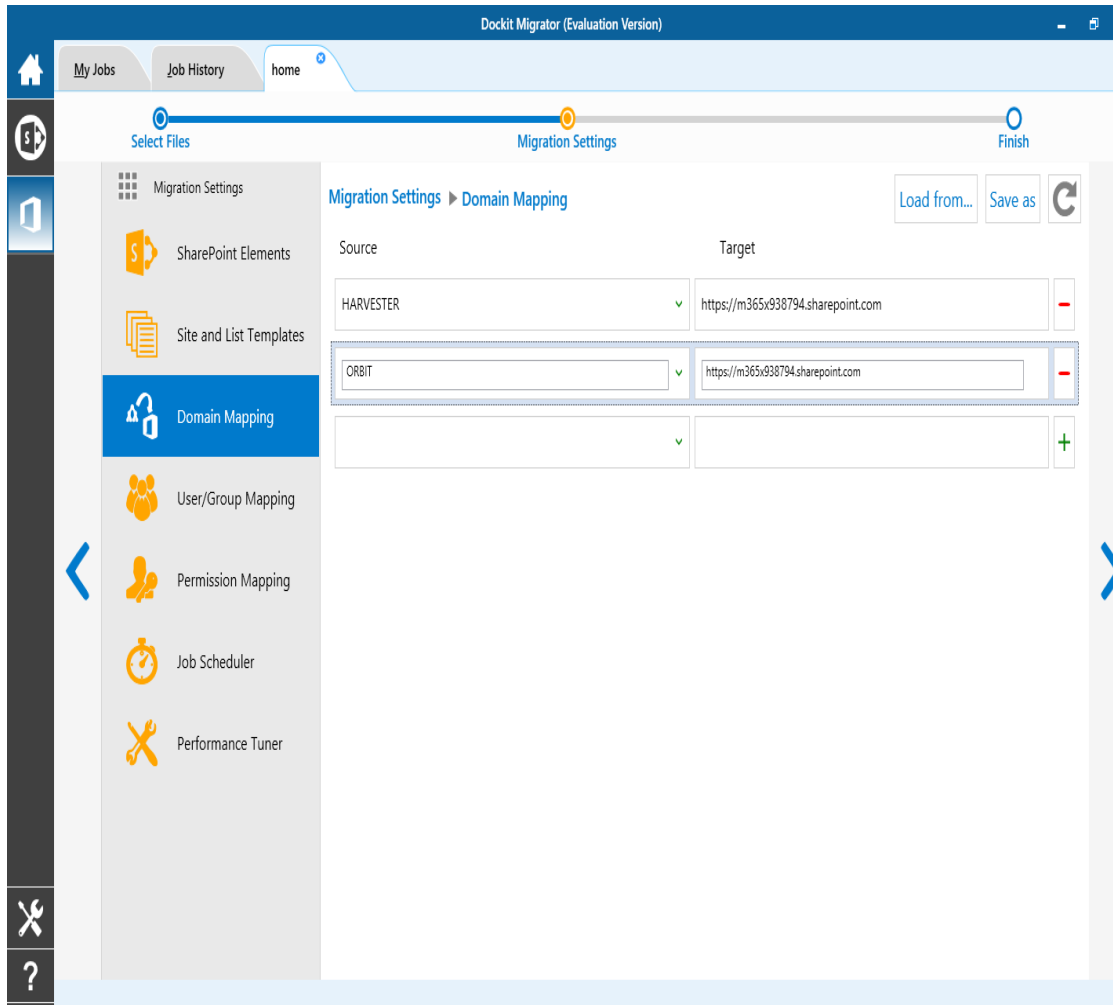 Dockit Migrator (Evaluation Version)
My Jobs
Job History
home
Select Files
Migration Settings
Finish
Migration Settings
SharePoint Elements
Site and List Templates
Domain Mapping
User/Group Mapping
Permission Mapping
Job Scheduler
Performance Tuner
Migration Settings Domain Mapping
Load from...
Save as
Source
Target
HARVESTER
https://m365x938794.sharepoint.com
ORBIT
https://m365x938794.sharepoint.com